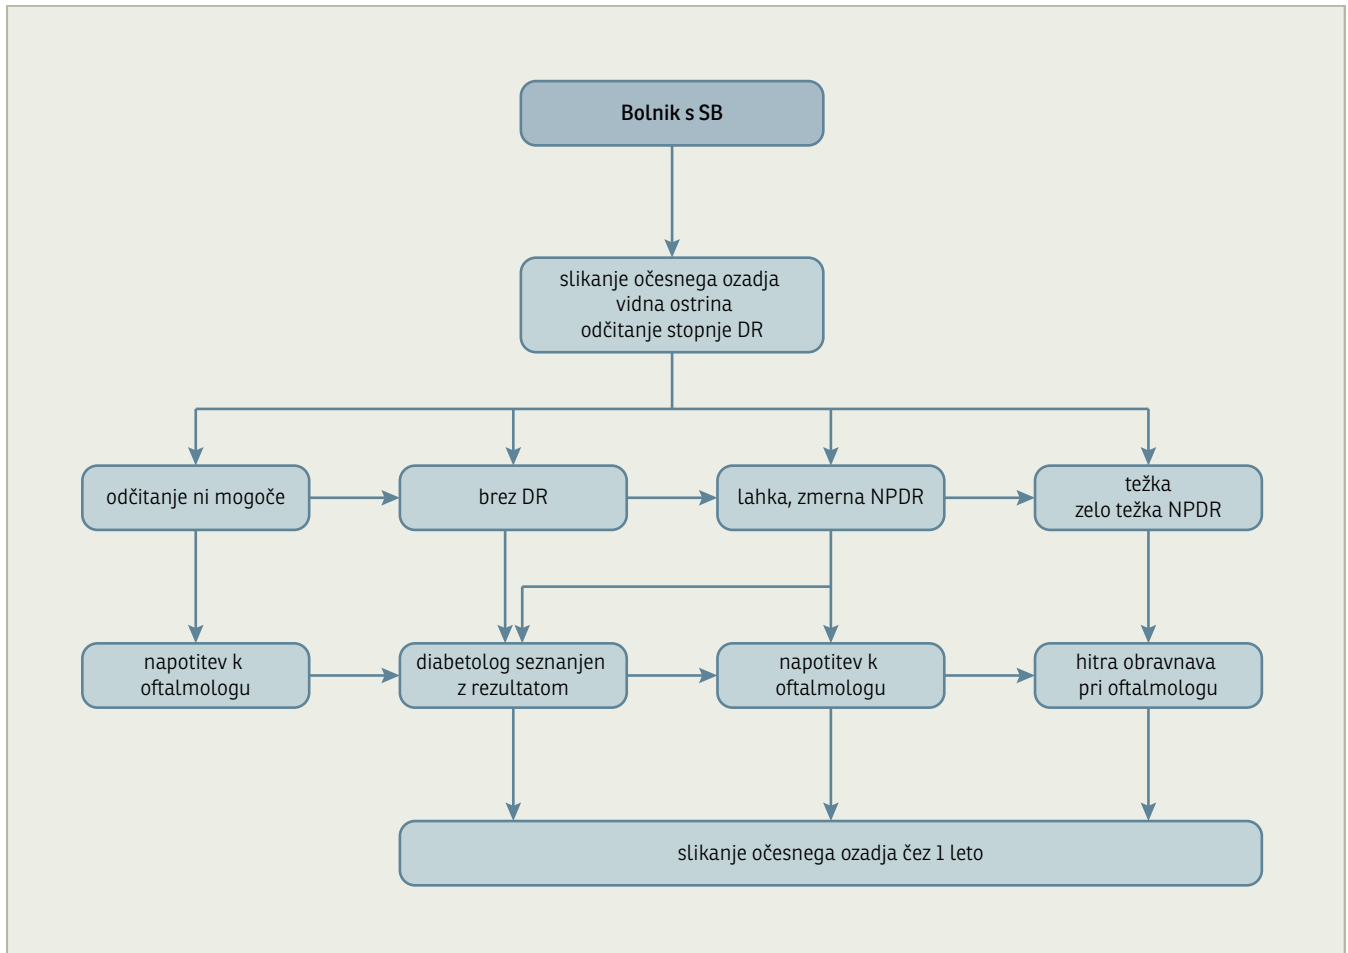 Bolnik s SB
slikanje očesnega ozadja
vidna ostrina
odčitanje stopnje DR
odčitanje ni mogoče
brez DR
lahka, zmerna NPDR
težka
zelo težka NPDR
napotitev k
oftalmologu
diabetolog seznanjen
z rezultatom
napotitev k
oftalmologu
hitra obravnava
pri oftalmologu
slikanje očesnega ozadja čez 1 leto